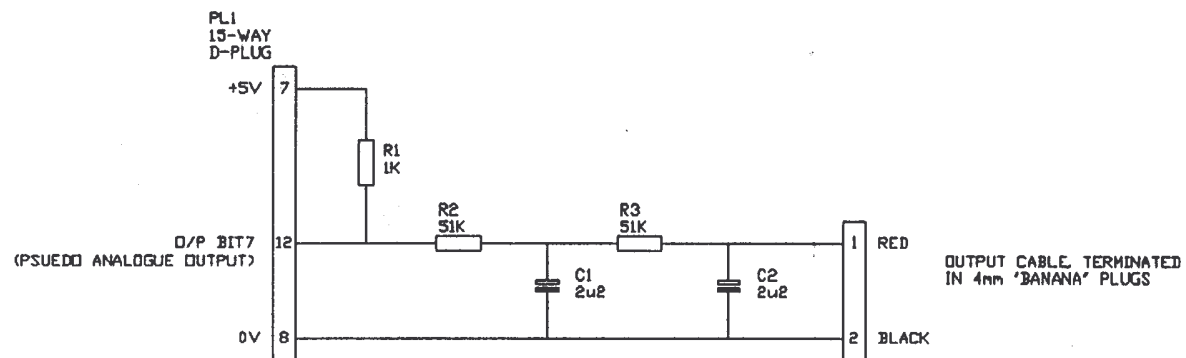 PL1
15-WAY
D-PLUG
+5V 7
R1
1K
R2
51K
R3
51K
O/P BIT7 12
(PSUEDO ANALOGUE OUTPUT)
1 RED
OUTPUT CABLE, TERMINATED
IN 4mm 'BANANA' PLUGS
C1
2u2
C2
2u2
0V 8
2 BLACK